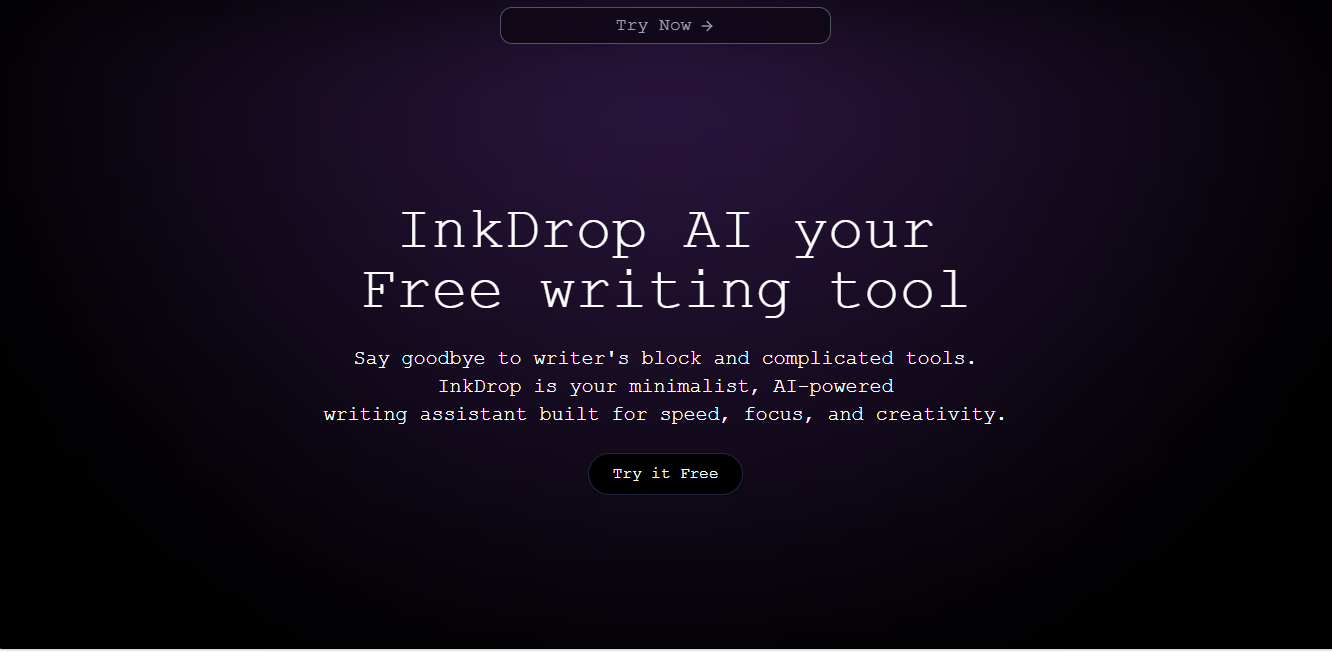 Try Now →
InkDrop AI your
Free writing tool
Say goodbye to writer's block and complicated tools.
InkDrop is your minimalist, AI-powered
writing assistant built for speed, focus, and creativity.
Try it Free